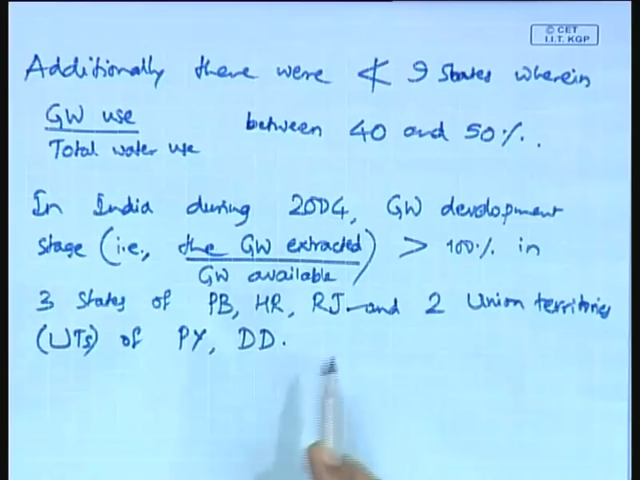 © CET
I.I.T. KGP
Additionally there were ≮ 9 States wherein
GW use between 40 and 50%.
Total water use
In India during 2004, GW development
stage (i.e., the GW extracted) > 100% in
GW available
3 States of PB, HR, RJ and 2 Union territories
(UTs) of PY, DD.